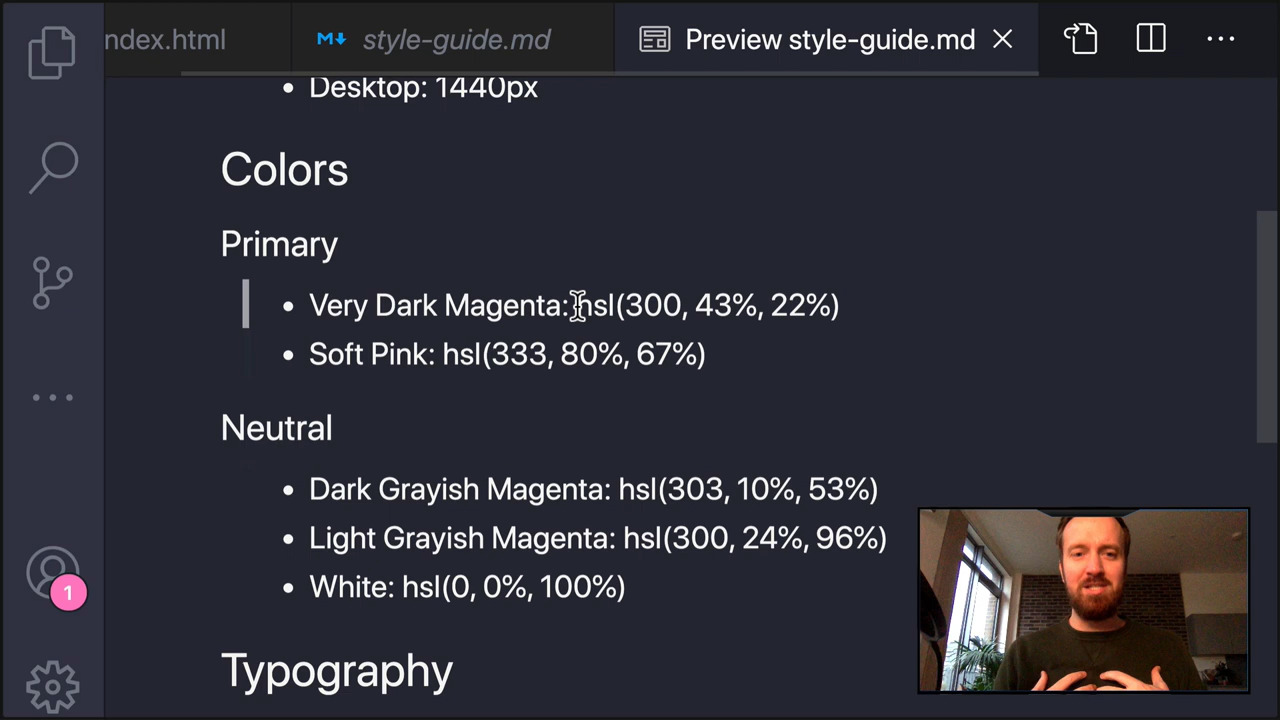 ndex.html
style-guide.md
Preview style-guide.md
Desktop: 1440px
Colors
Primary
Very Dark Magenta: hsl(300, 43%, 22%)
Soft Pink: hsl(333, 80%, 67%)
Neutral
Dark Grayish Magenta: hsl(303, 10%, 53%)
Light Grayish Magenta: hsl(300, 24%, 96%)
White: hsl(0, 0%, 100%)
1
Typography